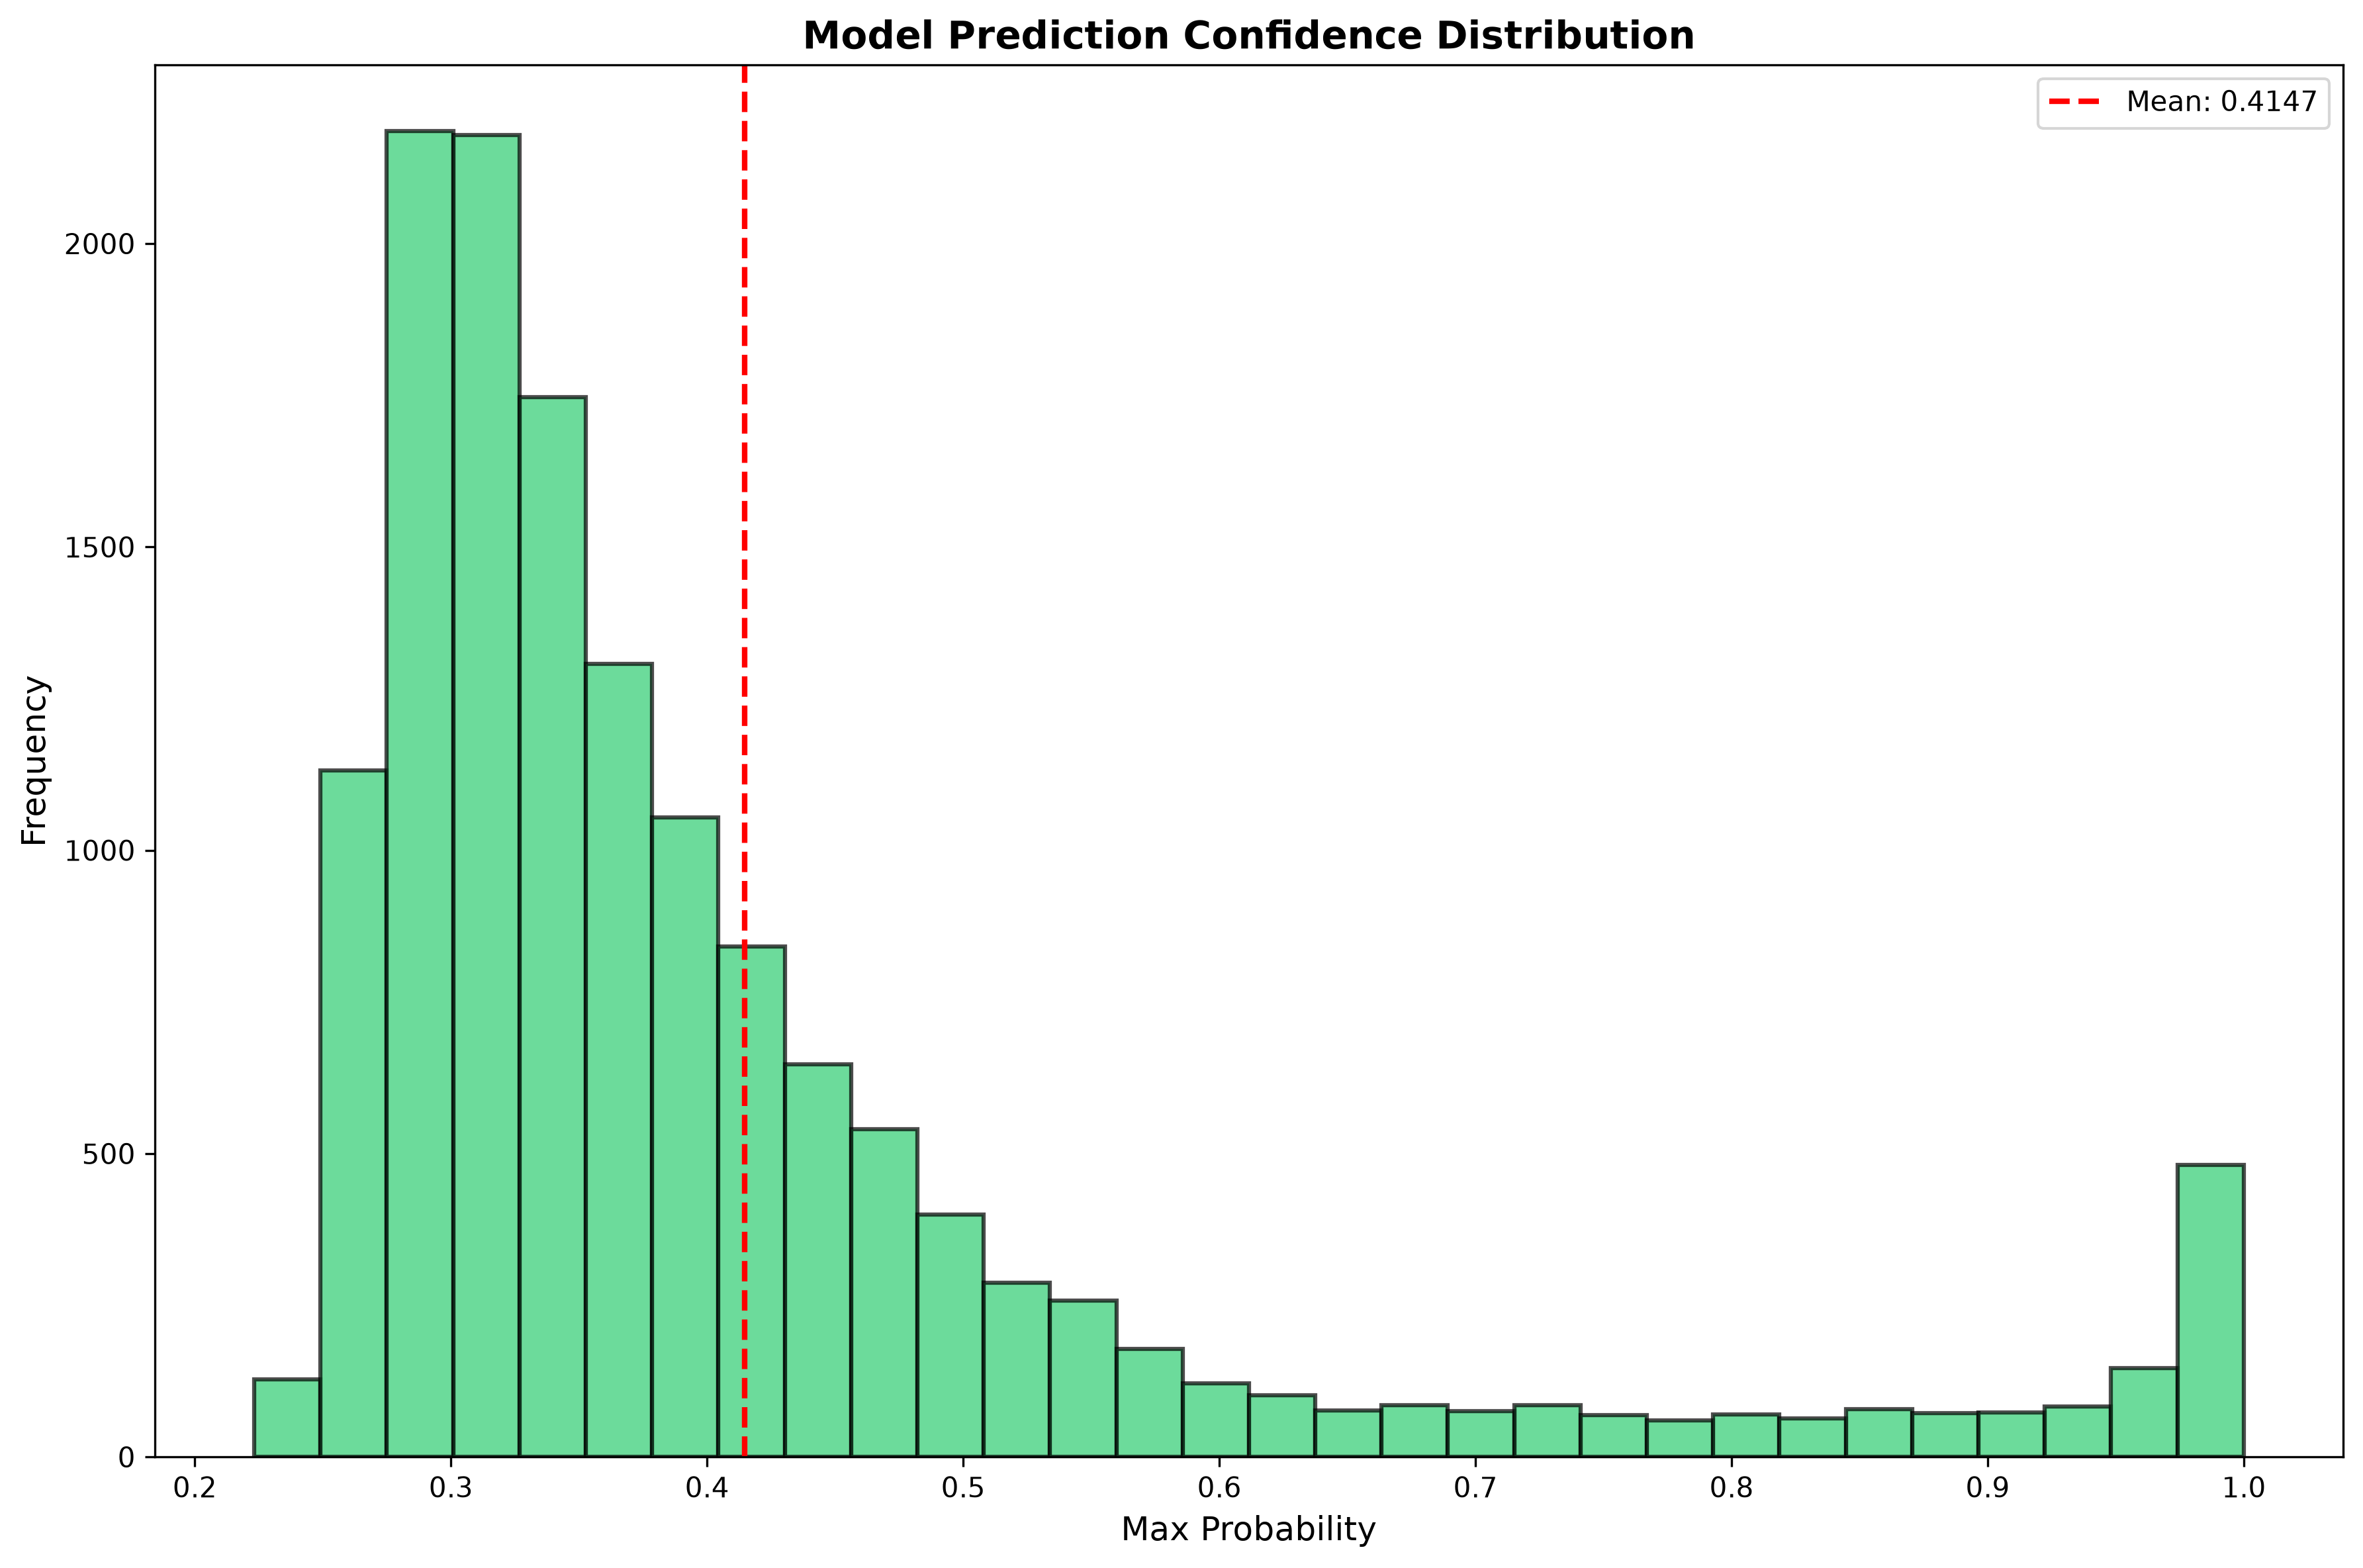 Model Prediction Confidence Distribution
Mean: 0.4147
Frequency
2000
1500
1000
500
0
0.2 0.3 0.4 0.5 0.6 0.7 0.8 0.9 1.0
Max Probability